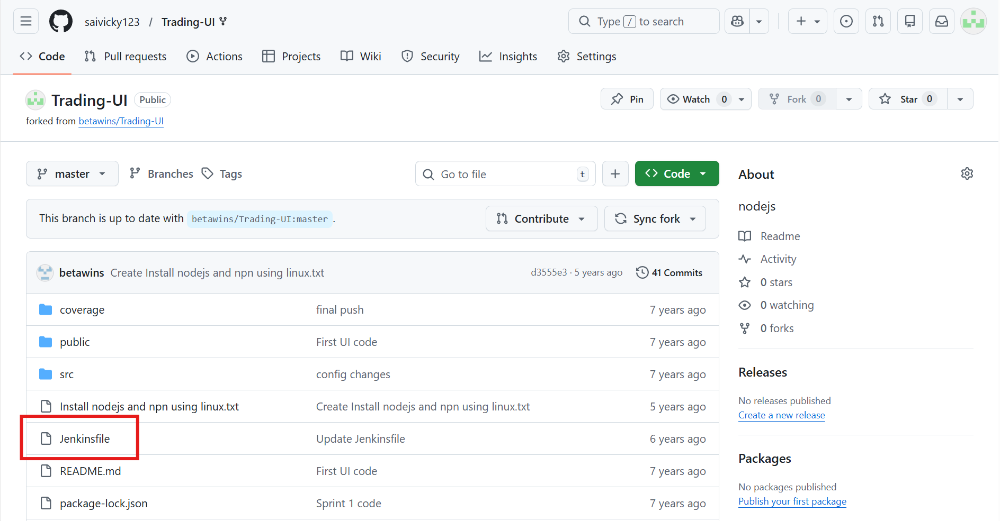 saivicky123 / Trading-UI
Type / to search
Code
Pull requests
Actions
Projects
Wiki
Security
Insights
Settings
Trading-UI Public
Pin
Watch 0
Fork 0
Star 0
forked from betawins/Trading-UI
master
Branches
Tags
Go to file t
Code
About
nodejs
This branch is up to date with betawins/Trading-UI:master .
Contribute
Sync fork
Readme
Activity
0 stars
0 watching
0 forks
betawins Create Install nodejs and npn using linux.txt d3555e3 · 5 years ago 41 Commits
coverage final push 7 years ago
public First UI code 7 years ago
src config changes 7 years ago
Install nodejs and npn using linux.txt Create Install nodejs and npn using linux.txt 5 years ago
Jenkinsfile Update Jenkinsfile 6 years ago
README.md First UI code 7 years ago
package-lock.json Sprint 1 code 7 years ago
Releases
No releases published
Create a new release
Packages
No packages published
Publish your first package